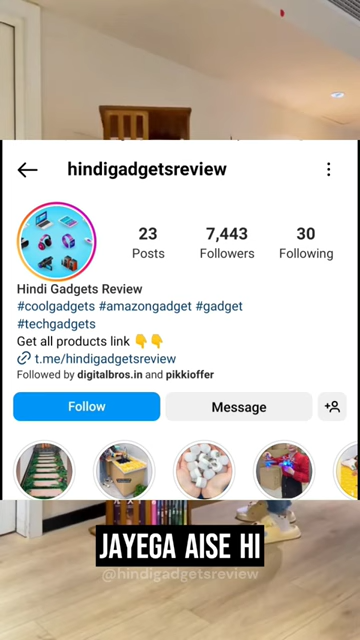 hindigadgetsreview
23 7,443 30
Posts Followers Following
Hindi Gadgets Review
#coolgadgets #amazongadget #gadget
#techgadgets
Get all products link 👇👇
t.me/hindigadgetsreview
Followed by digitalbros.in and pikkioffer
Follow Message
JAYEGA AISE HI
@hindigadgetsreview